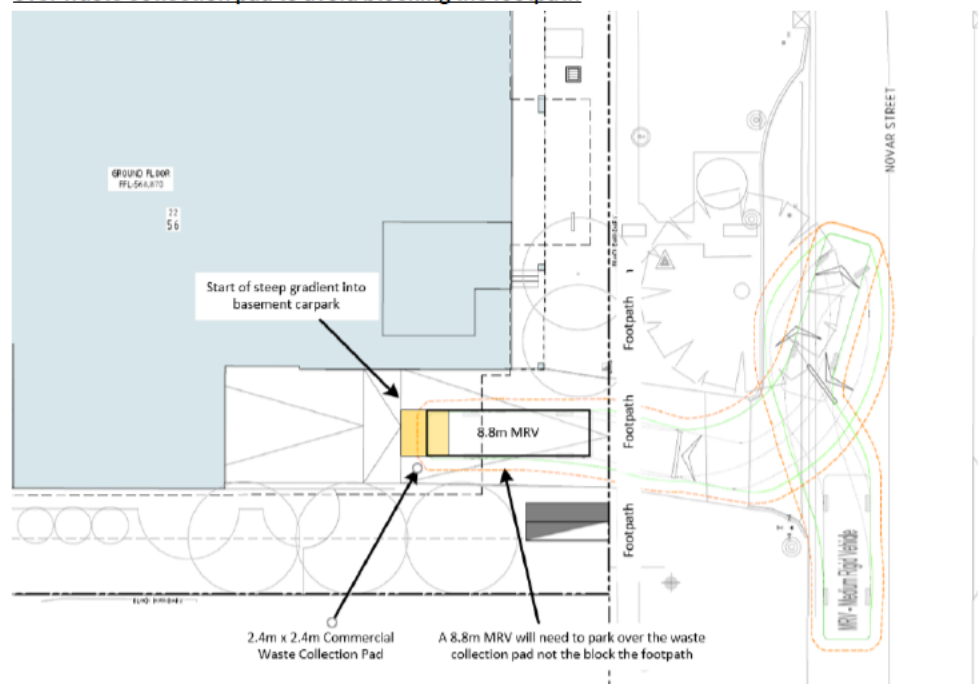 NOVAR STREET
GROUND FLOOR
FFL:568,870
22
56
Start of steep gradient into
basement carpark
Footpath
Footpath
Footpath
8.8m MRV
MRV - Medium Rigid Vehicle
2.4m x 2.4m Commercial
Waste Collection Pad
A 8.8m MRV will need to park over the waste
collection pad not the block the footpath